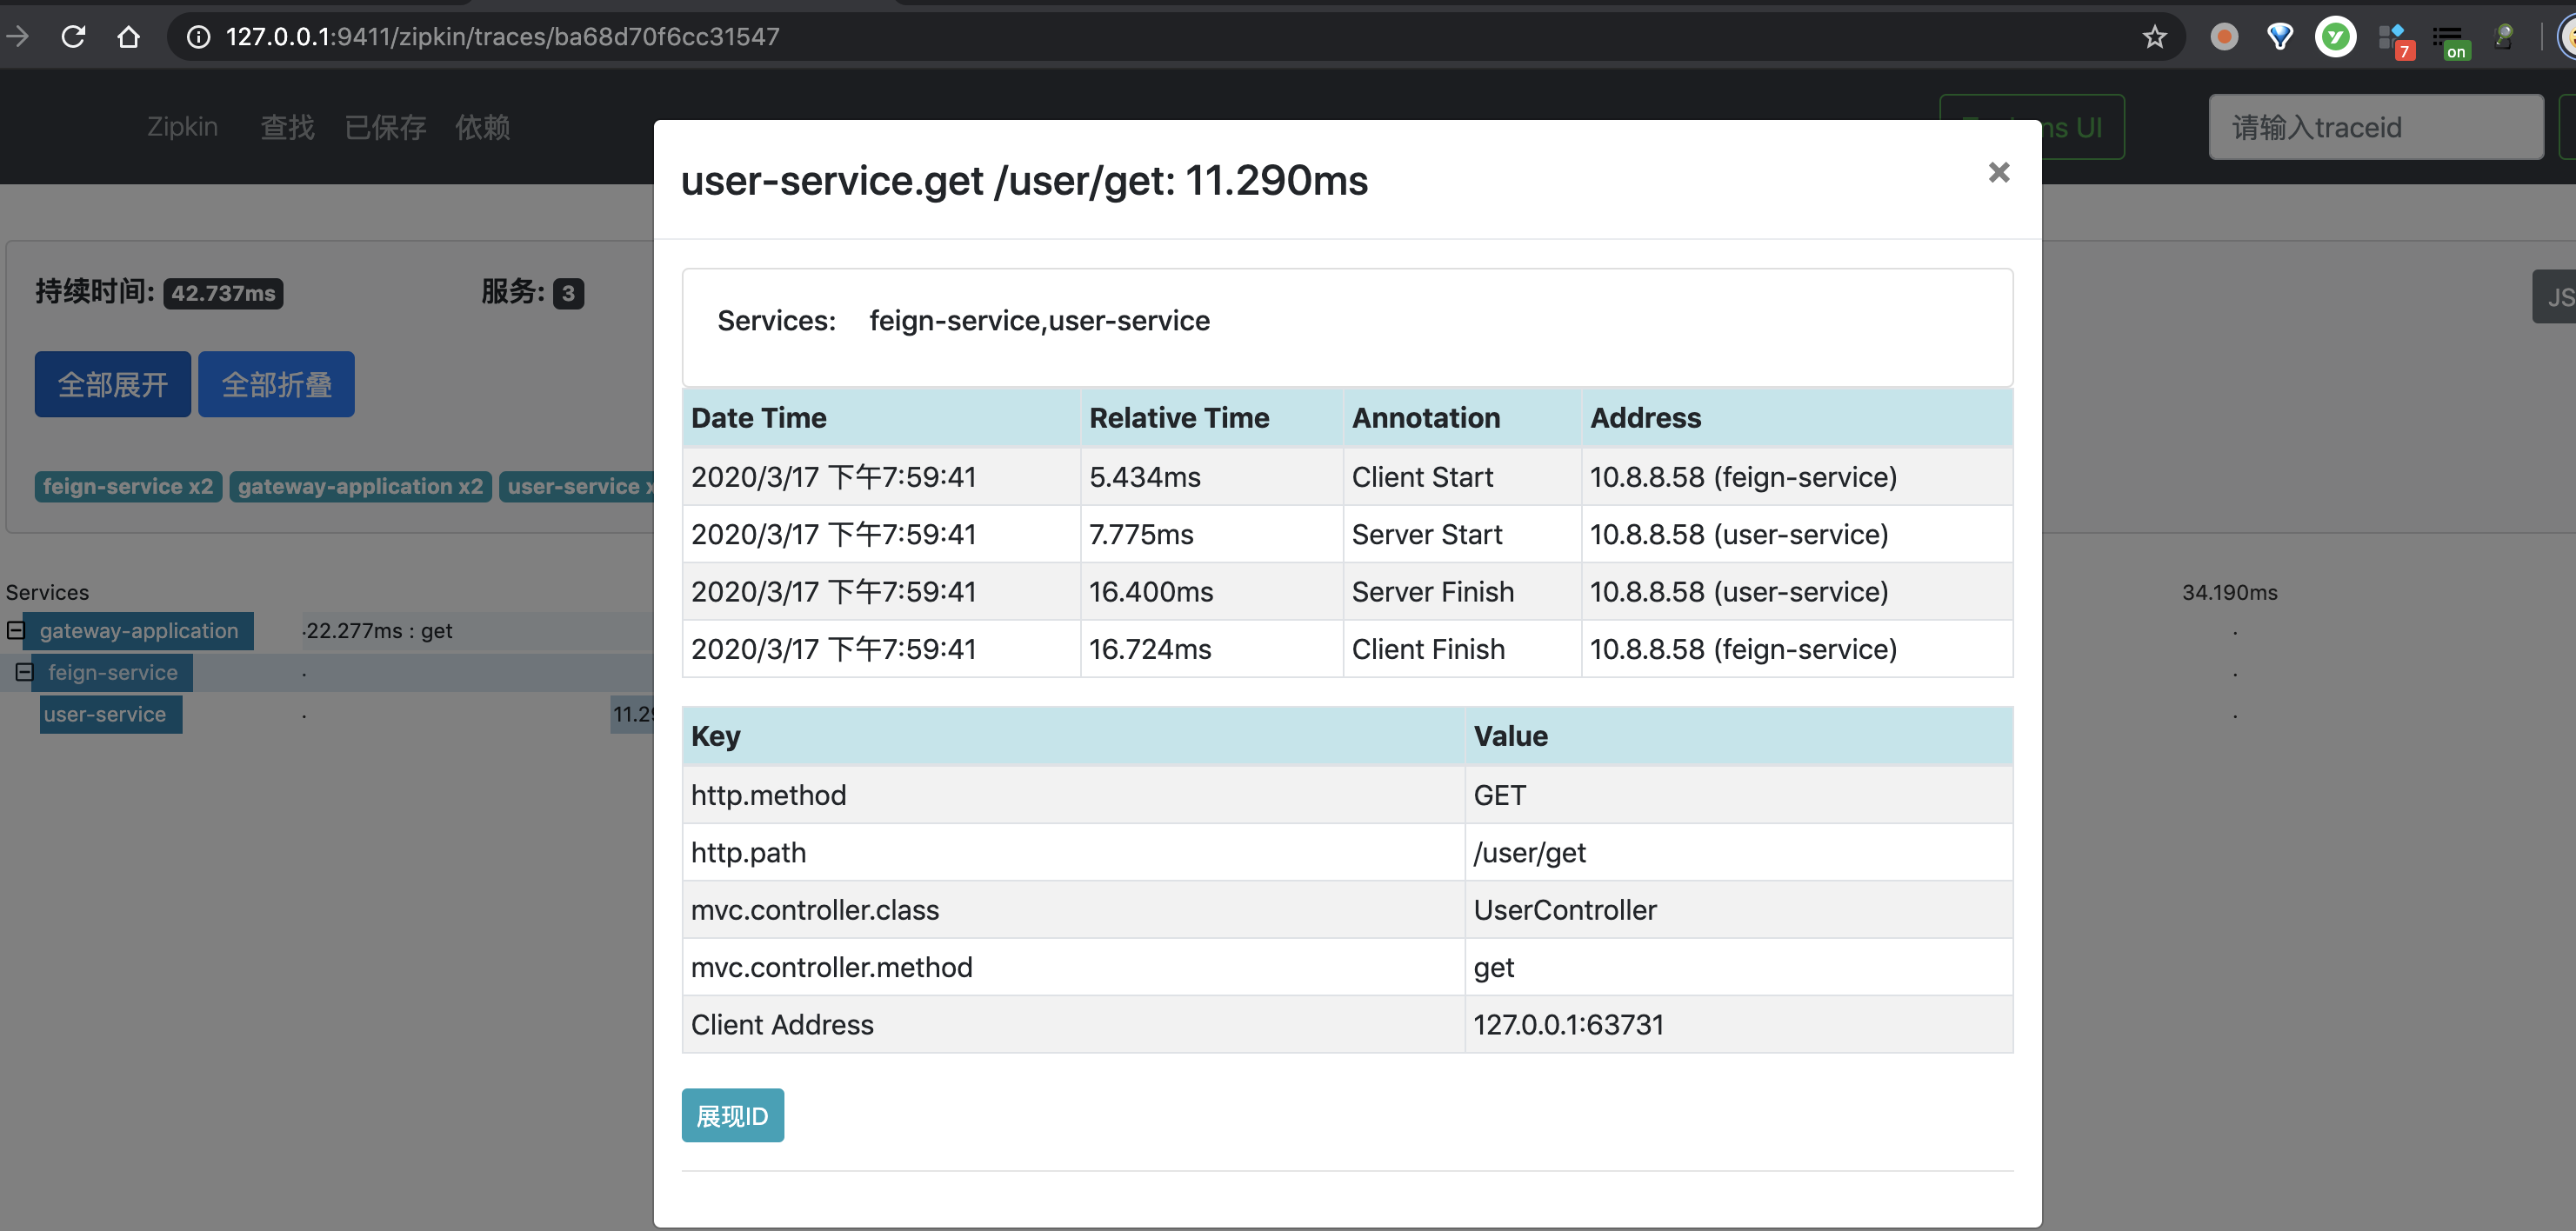 127.0.0.1:9411/zipkin/traces/ba68d70f6cc31547
7
on
Zipkin 查找 已保存 依赖
ns UI
请输入traceid
user-service.get /user/get: 11.290ms
×
持续时间: 42.737ms 服务: 3
JS
Services: feign-service,user-service
全部展开 全部折叠
Date Time Relative Time Annotation Address
2020/3/17 下午7:59:41 5.434ms Client Start 10.8.8.58 (feign-service)
feign-service x2 gateway-application x2 user-service x
2020/3/17 下午7:59:41 7.775ms Server Start 10.8.8.58 (user-service)
2020/3/17 下午7:59:41 16.400ms Server Finish 10.8.8.58 (user-service)
2020/3/17 下午7:59:41 16.724ms Client Finish 10.8.8.58 (feign-service)
Services 34.190ms
gateway-application .22.277ms : get .
feign-service . .
user-service . 11.29 .
Key Value
http.method GET
http.path /user/get
mvc.controller.class UserController
mvc.controller.method get
Client Address 127.0.0.1:63731
展现ID